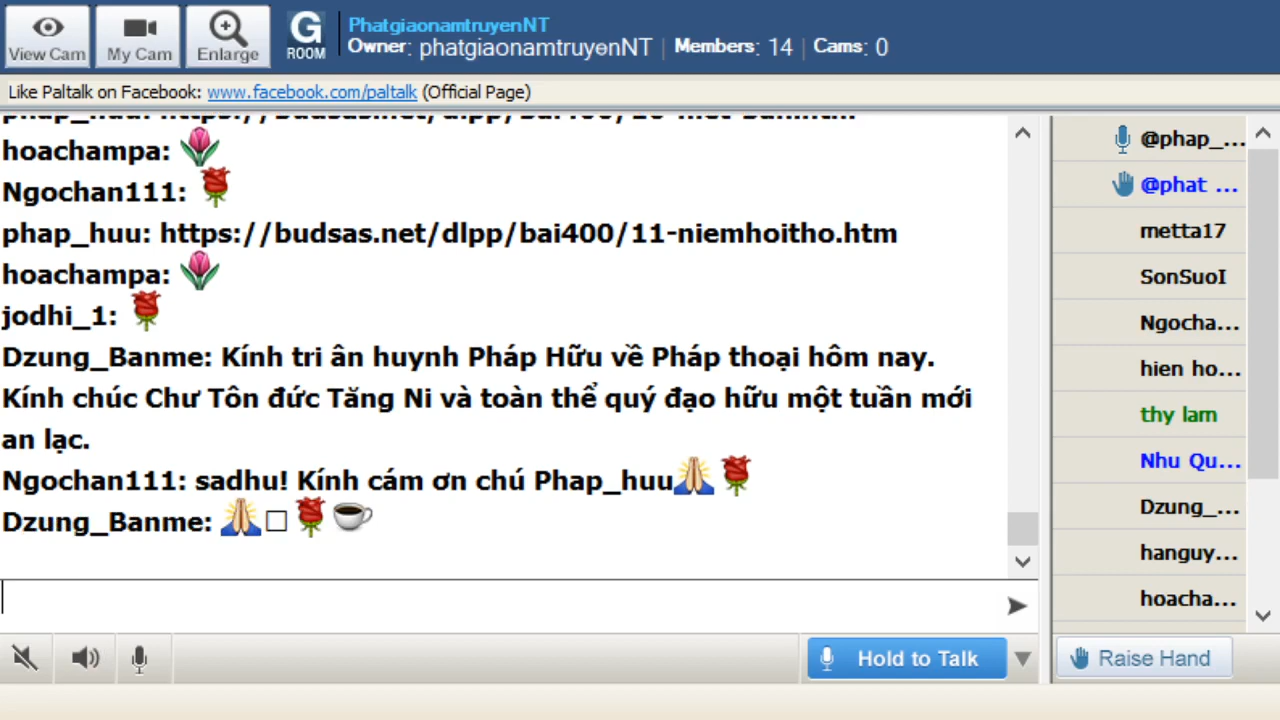 View Cam
My Cam
Enlarge
G
ROOM
PhatgiaonamtruyenNT
Owner: phatgiaonamtruyenNT | Members: 14 | Cams: 0
Like Paltalk on Facebook: www.facebook.com/paltalk (Official Page)
hoachampa:
Ngochan111:
phap_huu: https://budsas.net/dlpp/bai400/11-niemhoitho.htm
hoachampa:
jodhi_1:
Dzung_Banme: Kính tri ân huynh Pháp Hữu về Pháp thoại hôm nay.
Kính chúc Chư Tôn đức Tăng Ni và toàn thể quý đạo hữu một tuần mới
an lạc.
Ngochan111: sadhu! Kính cám ơn chú Phap_huu
Dzung_Banme:
@phap_...
@phat ...
metta17
SonSuoI
Ngocha...
hien ho...
thy lam
Nhu Qu...
Dzung_...
hanguy...
hoacha...
Hold to Talk
Raise Hand